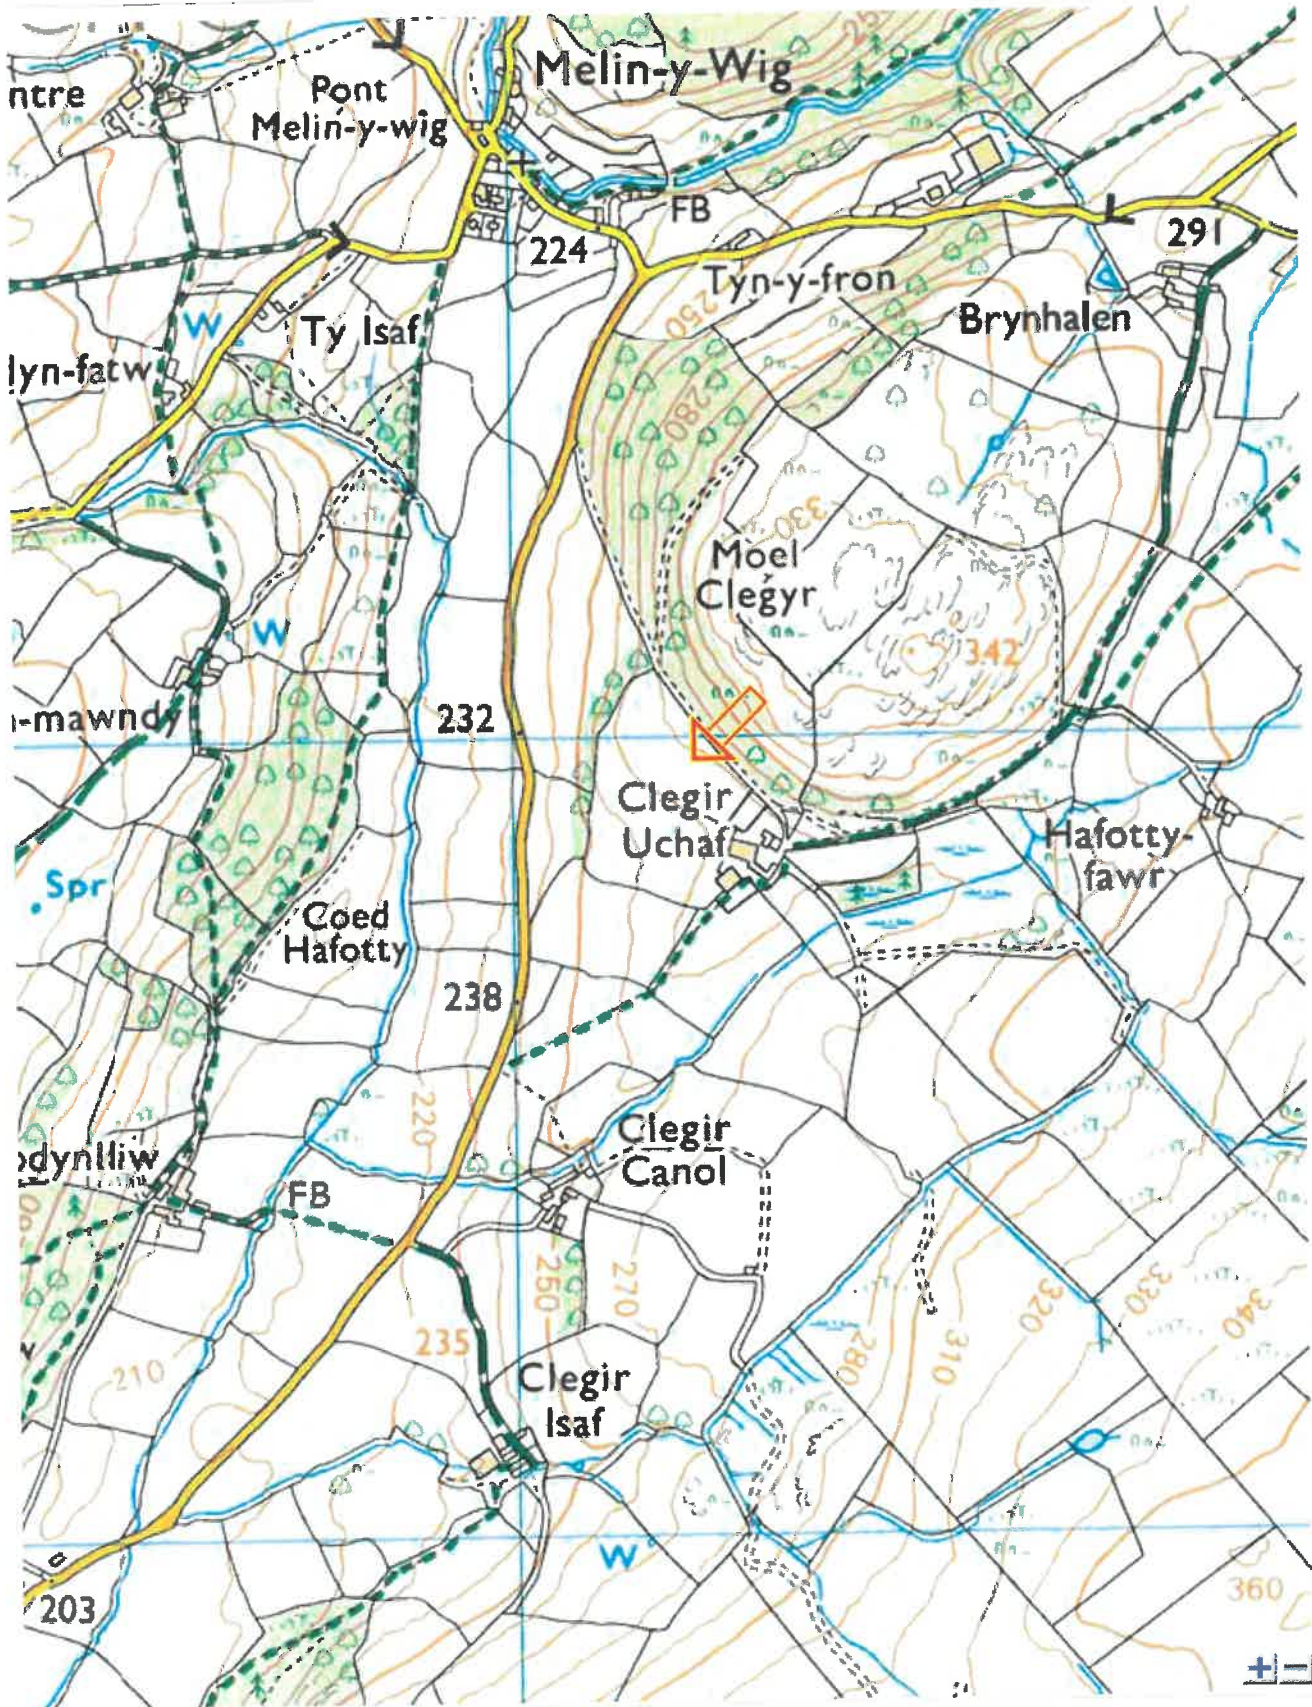 Melin-y-Wig
ntre
Pont
Melin-y-wig
FB
224
291
Tyn-y-fron
250
Brynhalen
W
Ty Isaf
lyn-fatw
280
330
Moel
Clegyr
W
342
-mawndy
232
Clegir
Uchaf
Hafotty-
fawr
Spr
Coed
Hafotty
238
220
Clegir
Canol
odynlliw
FB
250
270
320
330
340
235
280
310
210
Clegir
Isaf
W
360
203